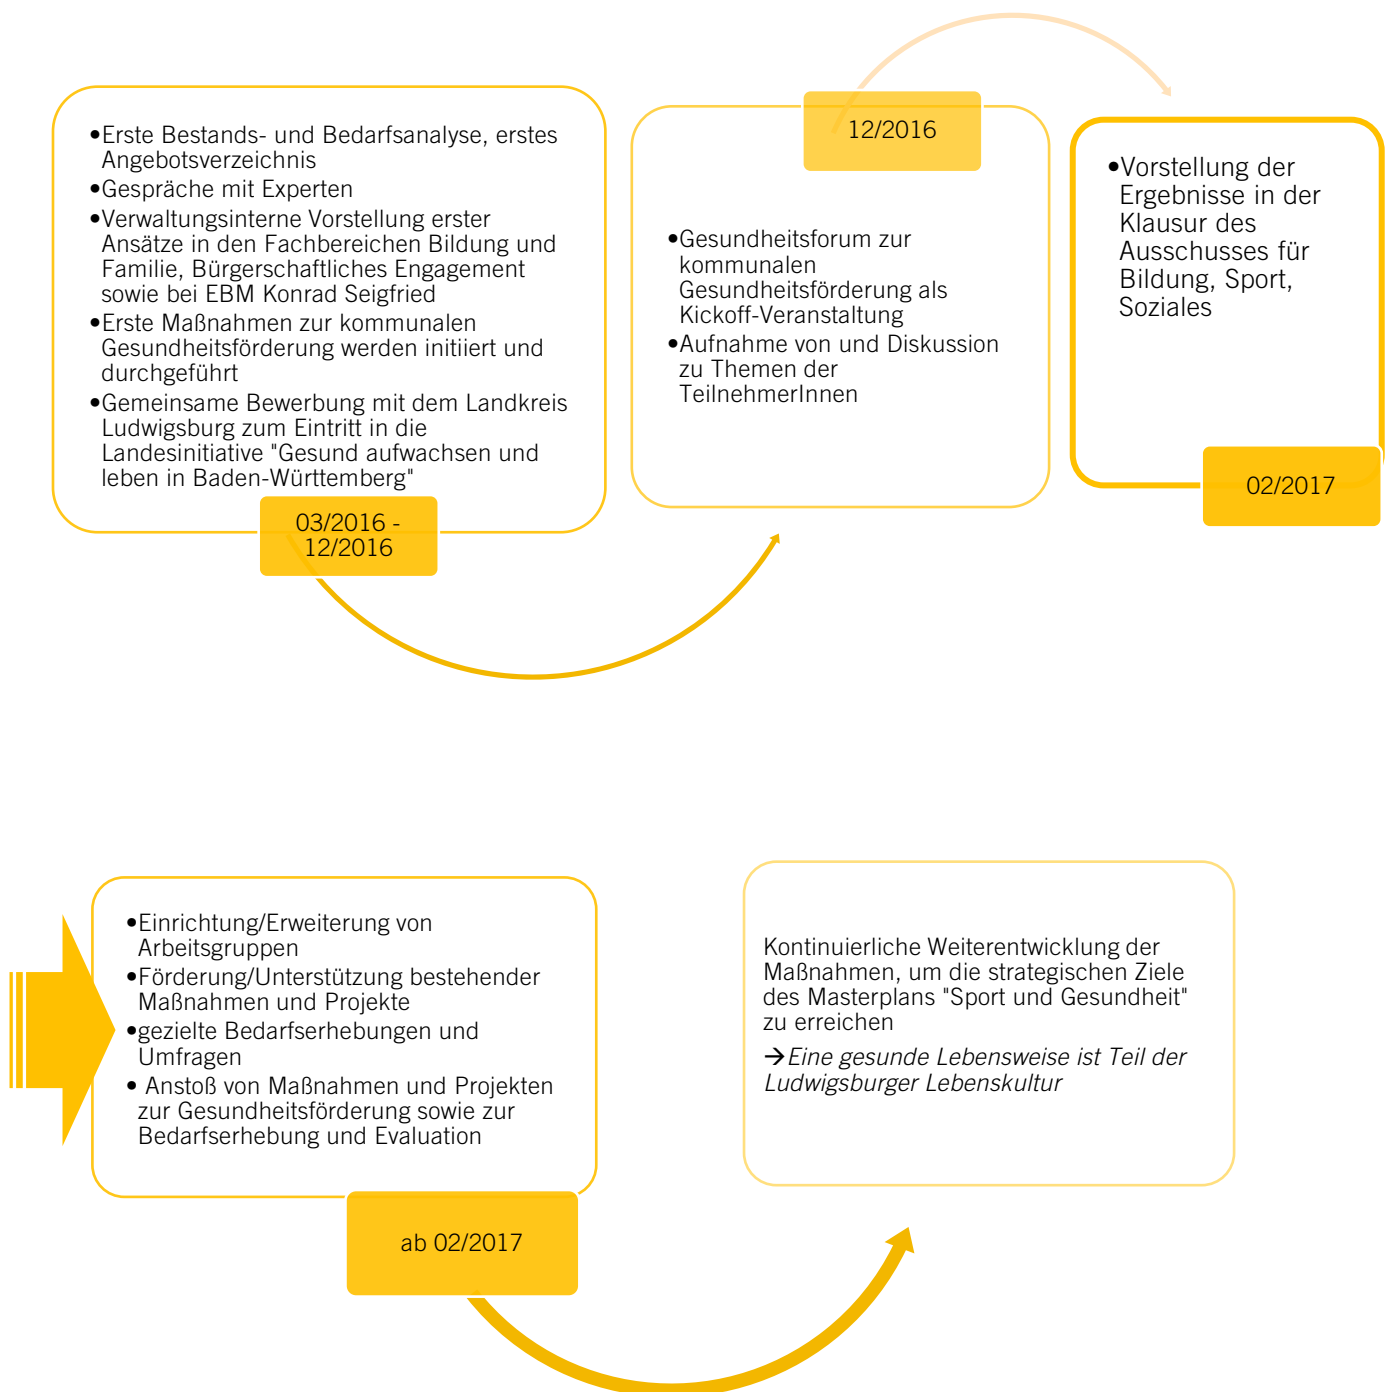 •Erste Bestands- und Bedarfsanalyse, erstes
Angebotsverzeichnis
•Gespräche mit Experten
•Verwaltungsinterne Vorstellung erster
Ansätze in den Fachbereichen Bildung und
Familie, Bürgerschaftliches Engagement
sowie bei EBM Konrad Seigfried
•Erste Maßnahmen zur kommunalen
Gesundheitsförderung werden initiiert und
durchgeführt
•Gemeinsame Bewerbung mit dem Landkreis
Ludwigsburg zum Eintritt in die
Landesinitiative "Gesund aufwachsen und
leben in Baden-Württemberg"
03/2016 -
12/2016
12/2016
•Gesundheitsforum zur
kommunalen
Gesundheitsförderung als
Kickoff-Veranstaltung
•Aufnahme von und Diskussion
zu Themen der
TeilnehmerInnen
•Vorstellung der
Ergebnisse in der
Klausur des
Ausschusses für
Bildung, Sport,
Soziales
02/2017
•Einrichtung/Erweiterung von
Arbeitsgruppen
•Förderung/Unterstützung bestehender
Maßnahmen und Projekte
•gezielte Bedarfserhebungen und
Umfragen
• Anstoß von Maßnahmen und Projekten
zur Gesundheitsförderung sowie zur
Bedarfserhebung und Evaluation
ab 02/2017
Kontinuierliche Weiterentwicklung der
Maßnahmen, um die strategischen Ziele
des Masterplans "Sport und Gesundheit"
zu erreichen
→Eine gesunde Lebensweise ist Teil der
Ludwigsburger Lebenskultur